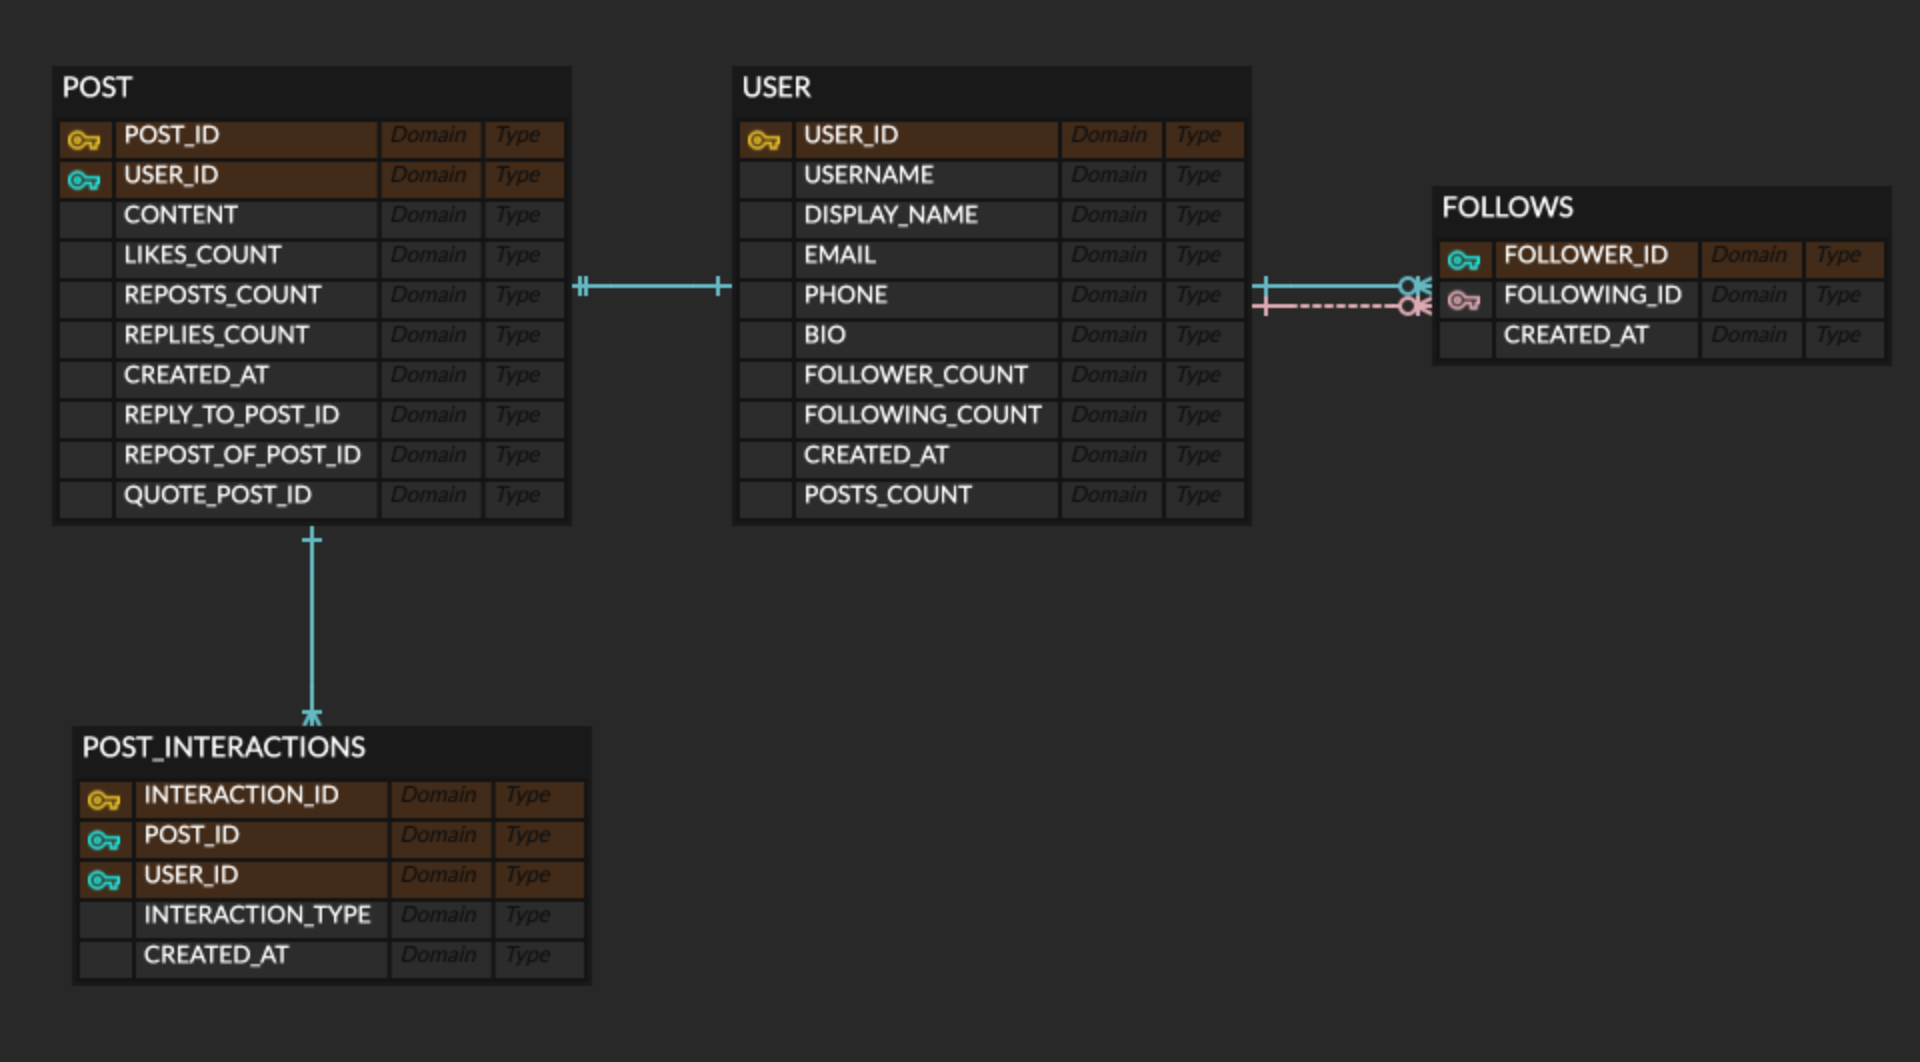 POST
POST_ID Domain Type
USER_ID Domain Type
CONTENT Domain Type
LIKES_COUNT Domain Type
REPOSTS_COUNT Domain Type
REPLIES_COUNT Domain Type
CREATED_AT Domain Type
REPLY_TO_POST_ID Domain Type
REPOST_OF_POST_ID Domain Type
QUOTE_POST_ID Domain Type
USER
USER_ID Domain Type
USERNAME Domain Type
DISPLAY_NAME Domain Type
EMAIL Domain Type
PHONE Domain Type
BIO Domain Type
FOLLOWER_COUNT Domain Type
FOLLOWING_COUNT Domain Type
CREATED_AT Domain Type
POSTS_COUNT Domain Type
FOLLOWS
FOLLOWER_ID Domain Type
FOLLOWING_ID Domain Type
CREATED_AT Domain Type
POST_INTERACTIONS
INTERACTION_ID Domain Type
POST_ID Domain Type
USER_ID Domain Type
INTERACTION_TYPE Domain Type
CREATED_AT Domain Type